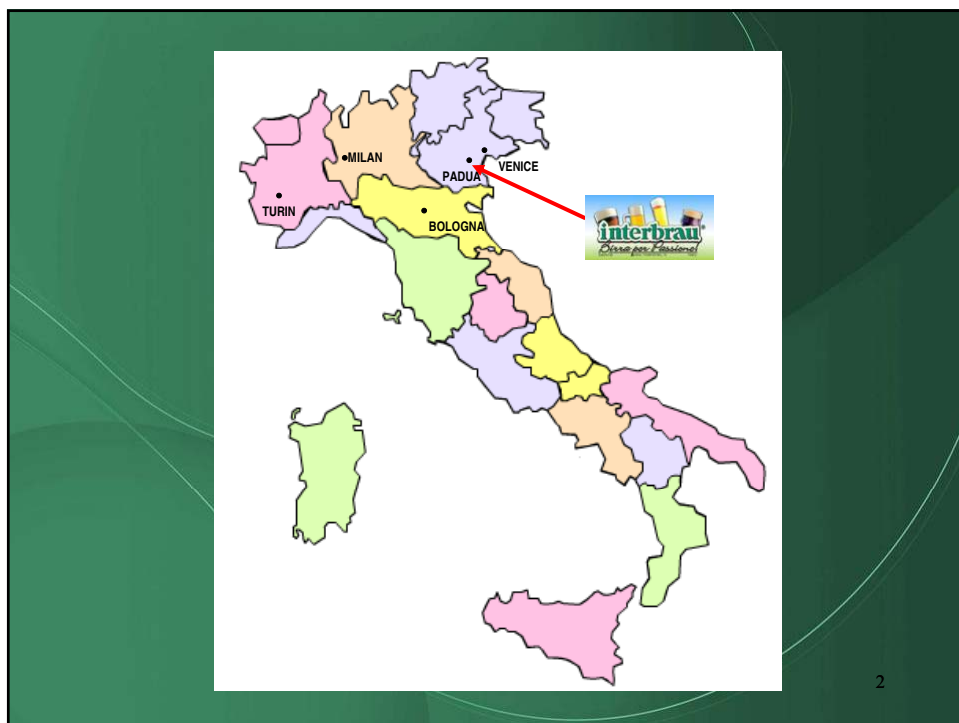 MILAN
VENICE
PADUA
TURIN
BOLOGNA
interbrau®
Birra per Passione!
2